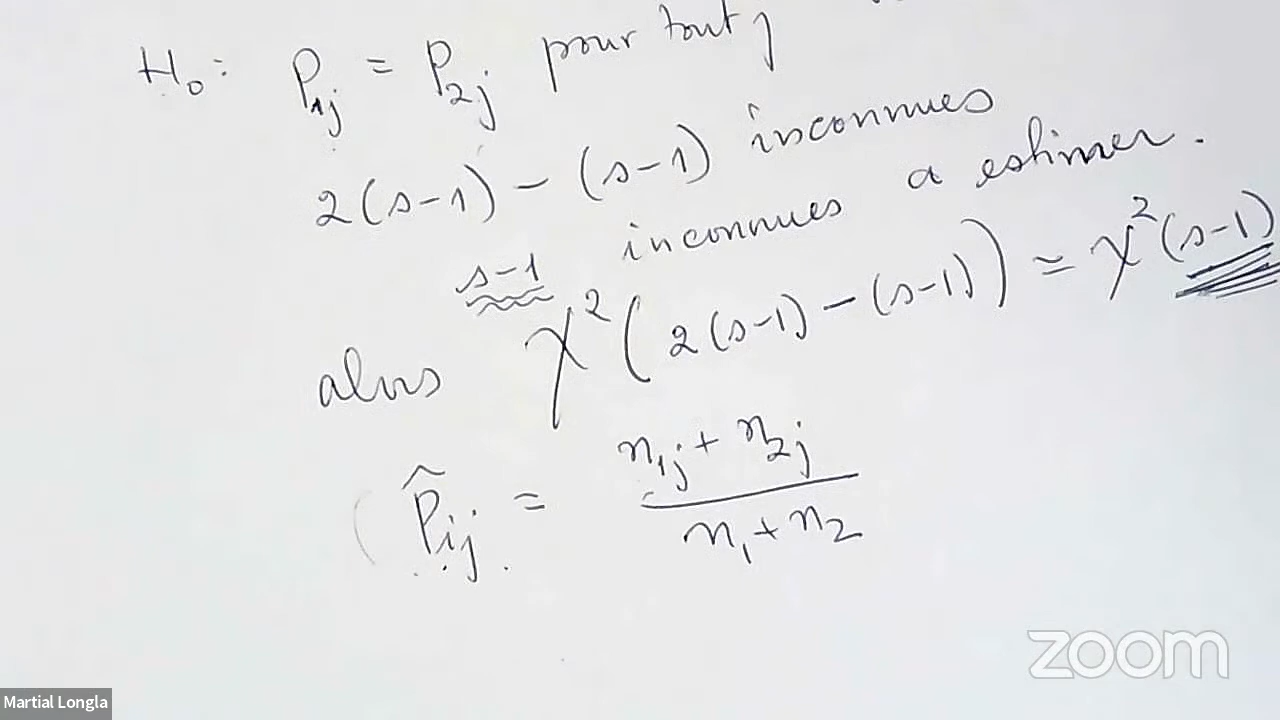 H₀: P₁ⱼ = P₂ⱼ pour tout j
2(s-1) - (s-1) inconnues
s-1 inconnues a estimer.
alors χ²(2(s-1) - (s-1)) = χ²(s-1)
P̂ᵢⱼ = (n₁ⱼ + n₂ⱼ) / (n₁ + n₂)
zoom
Martial Longla